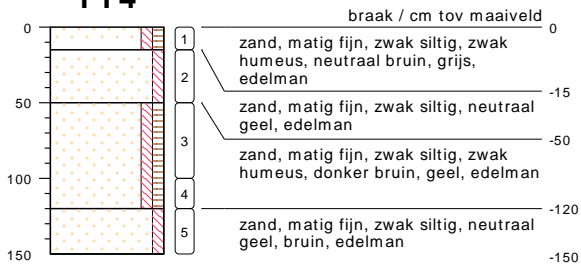 braak / cm tov maaiveld
0
0
1
zand, matig fijn, zwak siltig, zwak
humeus, neutraal bruin, grijs,
edelman
2
-15
50
zand, matig fijn, zwak siltig, neutraal
geel, edelman
-50
3
zand, matig fijn, zwak siltig, zwak
humeus, donker bruin, geel, edelman
100
4
-120
5
zand, matig fijn, zwak siltig, neutraal
geel, bruin, edelman
150
-150